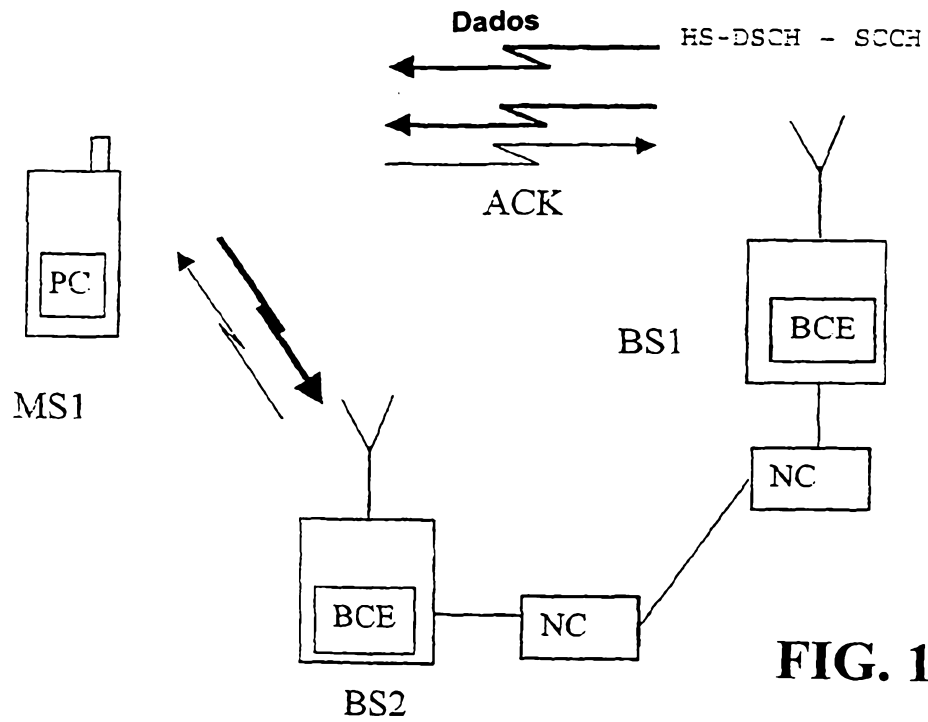 Dados
HS-DSCH - SCCH
ACK
PC
BCE
BS1
MS1
NC
BCE
NC
FIG. 1
BS2